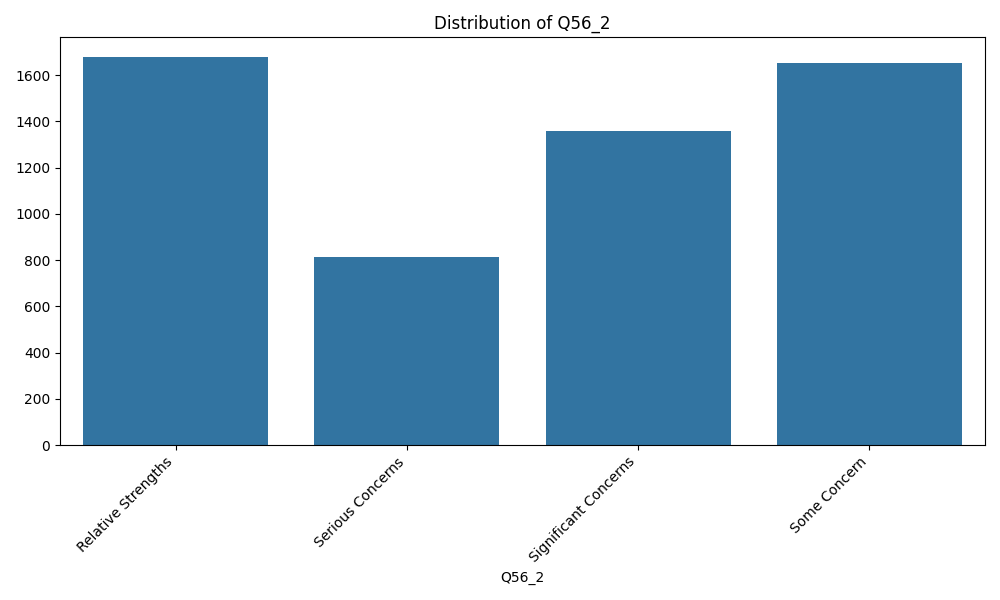 Distribution of Q56_2
1600
1400
1200
1000
800
600
400
200
0
Relative Strengths
Serious Concerns
Significant Concerns
Some Concern
Q56_2